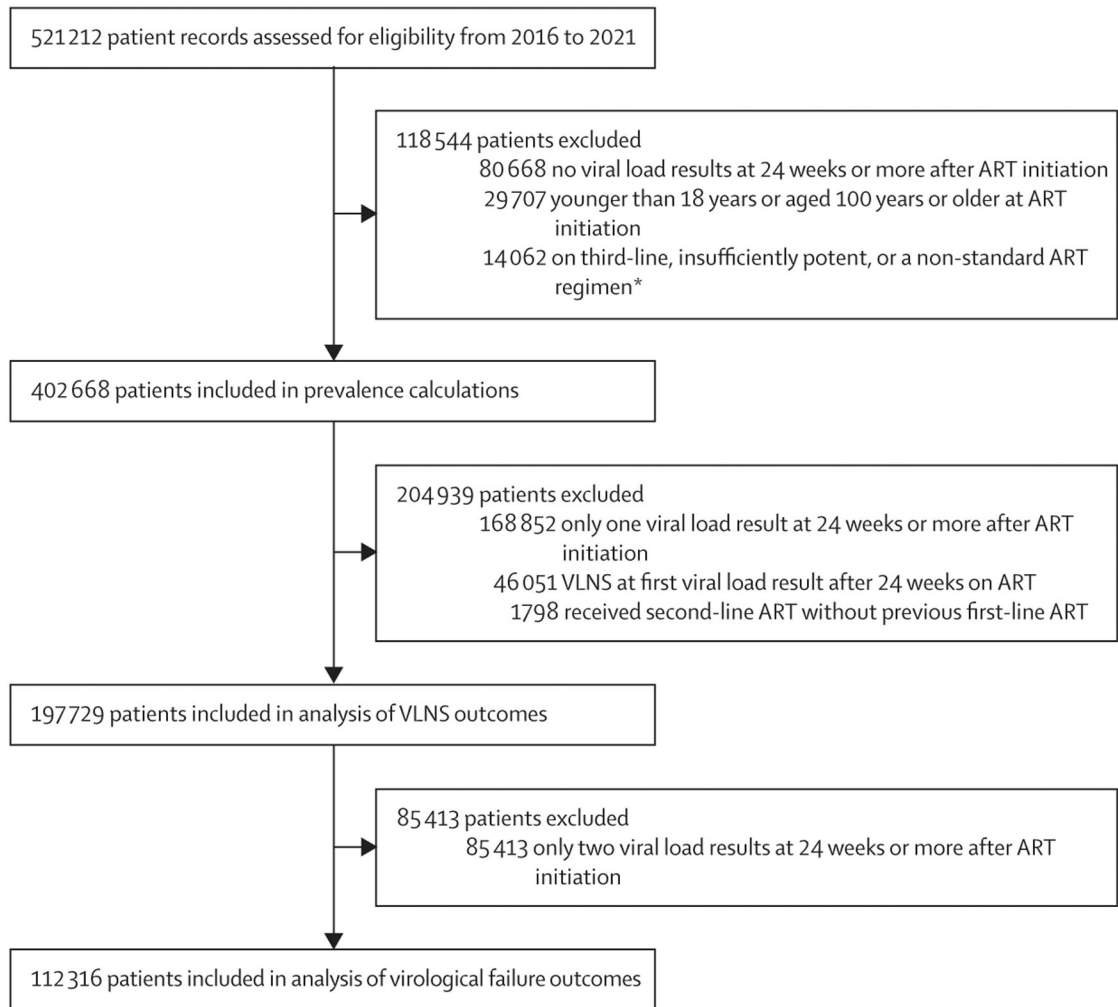 521 212 patient records assessed for eligibility from 2016 to 2021
118 544 patients excluded
80 668 no viral load results at 24 weeks or more after ART initiation
29 707 younger than 18 years or aged 100 years or older at ART
initiation
14 062 on third-line, insufficiently potent, or a non-standard ART
regimen*
402 668 patients included in prevalence calculations
204 939 patients excluded
168 852 only one viral load result at 24 weeks or more after ART
initiation
46 051 VLNS at first viral load result after 24 weeks on ART
1798 received second-line ART without previous first-line ART
197 729 patients included in analysis of VLNS outcomes
85 413 patients excluded
85 413 only two viral load results at 24 weeks or more after ART
initiation
112 316 patients included in analysis of virological failure outcomes